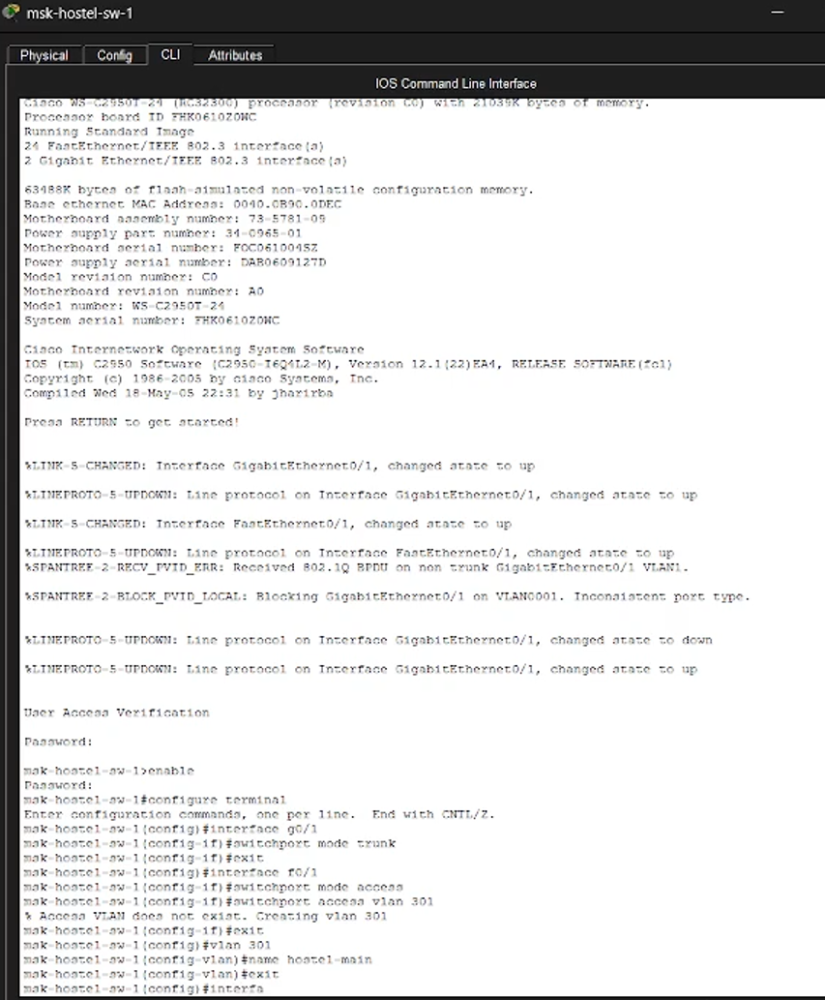 msk-hostel-sw-1
Physical Config CLI Attributes
IOS Command Line Interface
Cisco WS-C2950T-24 (RC32300) processor (revision C0) with 21039K bytes of memory.
Processor board ID FHK0610Z0WC
Running Standard Image
24 FastEthernet/IEEE 802.3 interface(s)
2 Gigabit Ethernet/IEEE 802.3 interface(s)
63488K bytes of flash-simulated non-volatile configuration memory.
Base ethernet MAC Address: 0040.0B90.0DEC
Motherboard assembly number: 73-5781-09
Power supply part number: 34-0965-01
Motherboard serial number: FOC061004SZ
Power supply serial number: DAB0609127D
Model revision number: C0
Motherboard revision number: A0
Model number: WS-C2950T-24
System serial number: FHK0610Z0WC
Cisco Internetwork Operating System Software
IOS (tm) C2950 Software (C2950-I6Q4L2-M), Version 12.1(22)EA4, RELEASE SOFTWARE(fc1)
Copyright (c) 1986-2005 by cisco Systems, Inc.
Compiled Wed 18-May-05 22:31 by jharirba
Press RETURN to get started!
%LINK-5-CHANGED: Interface GigabitEthernet0/1, changed state to up
%LINEPROTO-5-UPDOWN: Line protocol on Interface GigabitEthernet0/1, changed state to up
%LINK-5-CHANGED: Interface FastEthernet0/1, changed state to up
%LINEPROTO-5-UPDOWN: Line protocol on Interface FastEthernet0/1, changed state to up
%SPANTREE-2-RECV_PVID_ERR: Received 802.1Q BPDU on non trunk GigabitEthernet0/1 VLAN1.
%SPANTREE-2-BLOCK_PVID_LOCAL: Blocking GigabitEthernet0/1 on VLAN0001. Inconsistent port type.
%LINEPROTO-5-UPDOWN: Line protocol on Interface GigabitEthernet0/1, changed state to down
%LINEPROTO-5-UPDOWN: Line protocol on Interface GigabitEthernet0/1, changed state to up
User Access Verification
Password:
msk-hostel-sw-1>enable
Password:
msk-hostel-sw-1#configure terminal
Enter configuration commands, one per line. End with CNTL/Z.
msk-hostel-sw-1(config)#interface g0/1
msk-hostel-sw-1(config-if)#switchport mode trunk
msk-hostel-sw-1(config-if)#exit
msk-hostel-sw-1(config)#interface f0/1
msk-hostel-sw-1(config-if)#switchport mode access
msk-hostel-sw-1(config-if)#switchport access vlan 301
% Access VLAN does not exist. Creating vlan 301
msk-hostel-sw-1(config-if)#exit
msk-hostel-sw-1(config)#vlan 301
msk-hostel-sw-1(config-vlan)#name hostel-main
msk-hostel-sw-1(config-vlan)#exit
msk-hostel-sw-1(config)#interfa